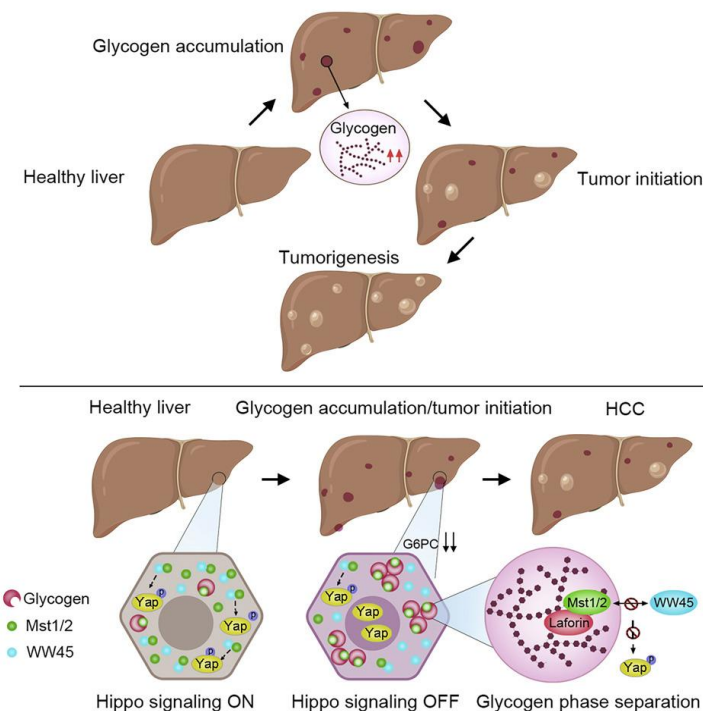 Glycogen accumulation
Glycogen
Healthy liver
Tumor initiation
Tumorigenesis
Healthy liver
Glycogen accumulation/tumor initiation
HCC
G6PC
Glycogen
Mst1/2
WW45
Yap
P
Yap
P
Yap
P
Yap
P
Yap
Yap
Mst1/2
WW45
Laforin
Yap
P
Hippo signaling ON
Hippo signaling OFF
Glycogen phase separation